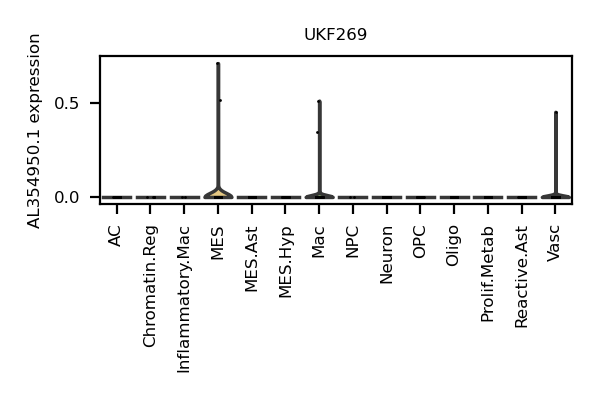 UKF269
AL354950.1 expression
0.5
0.0
AC
Chromatin.Reg
Inflammatory.Mac
MES
MES.Ast
MES.Hyp
Mac
NPC
Neuron
OPC
Oligo
Prolif.Metab
Reactive.Ast
Vasc